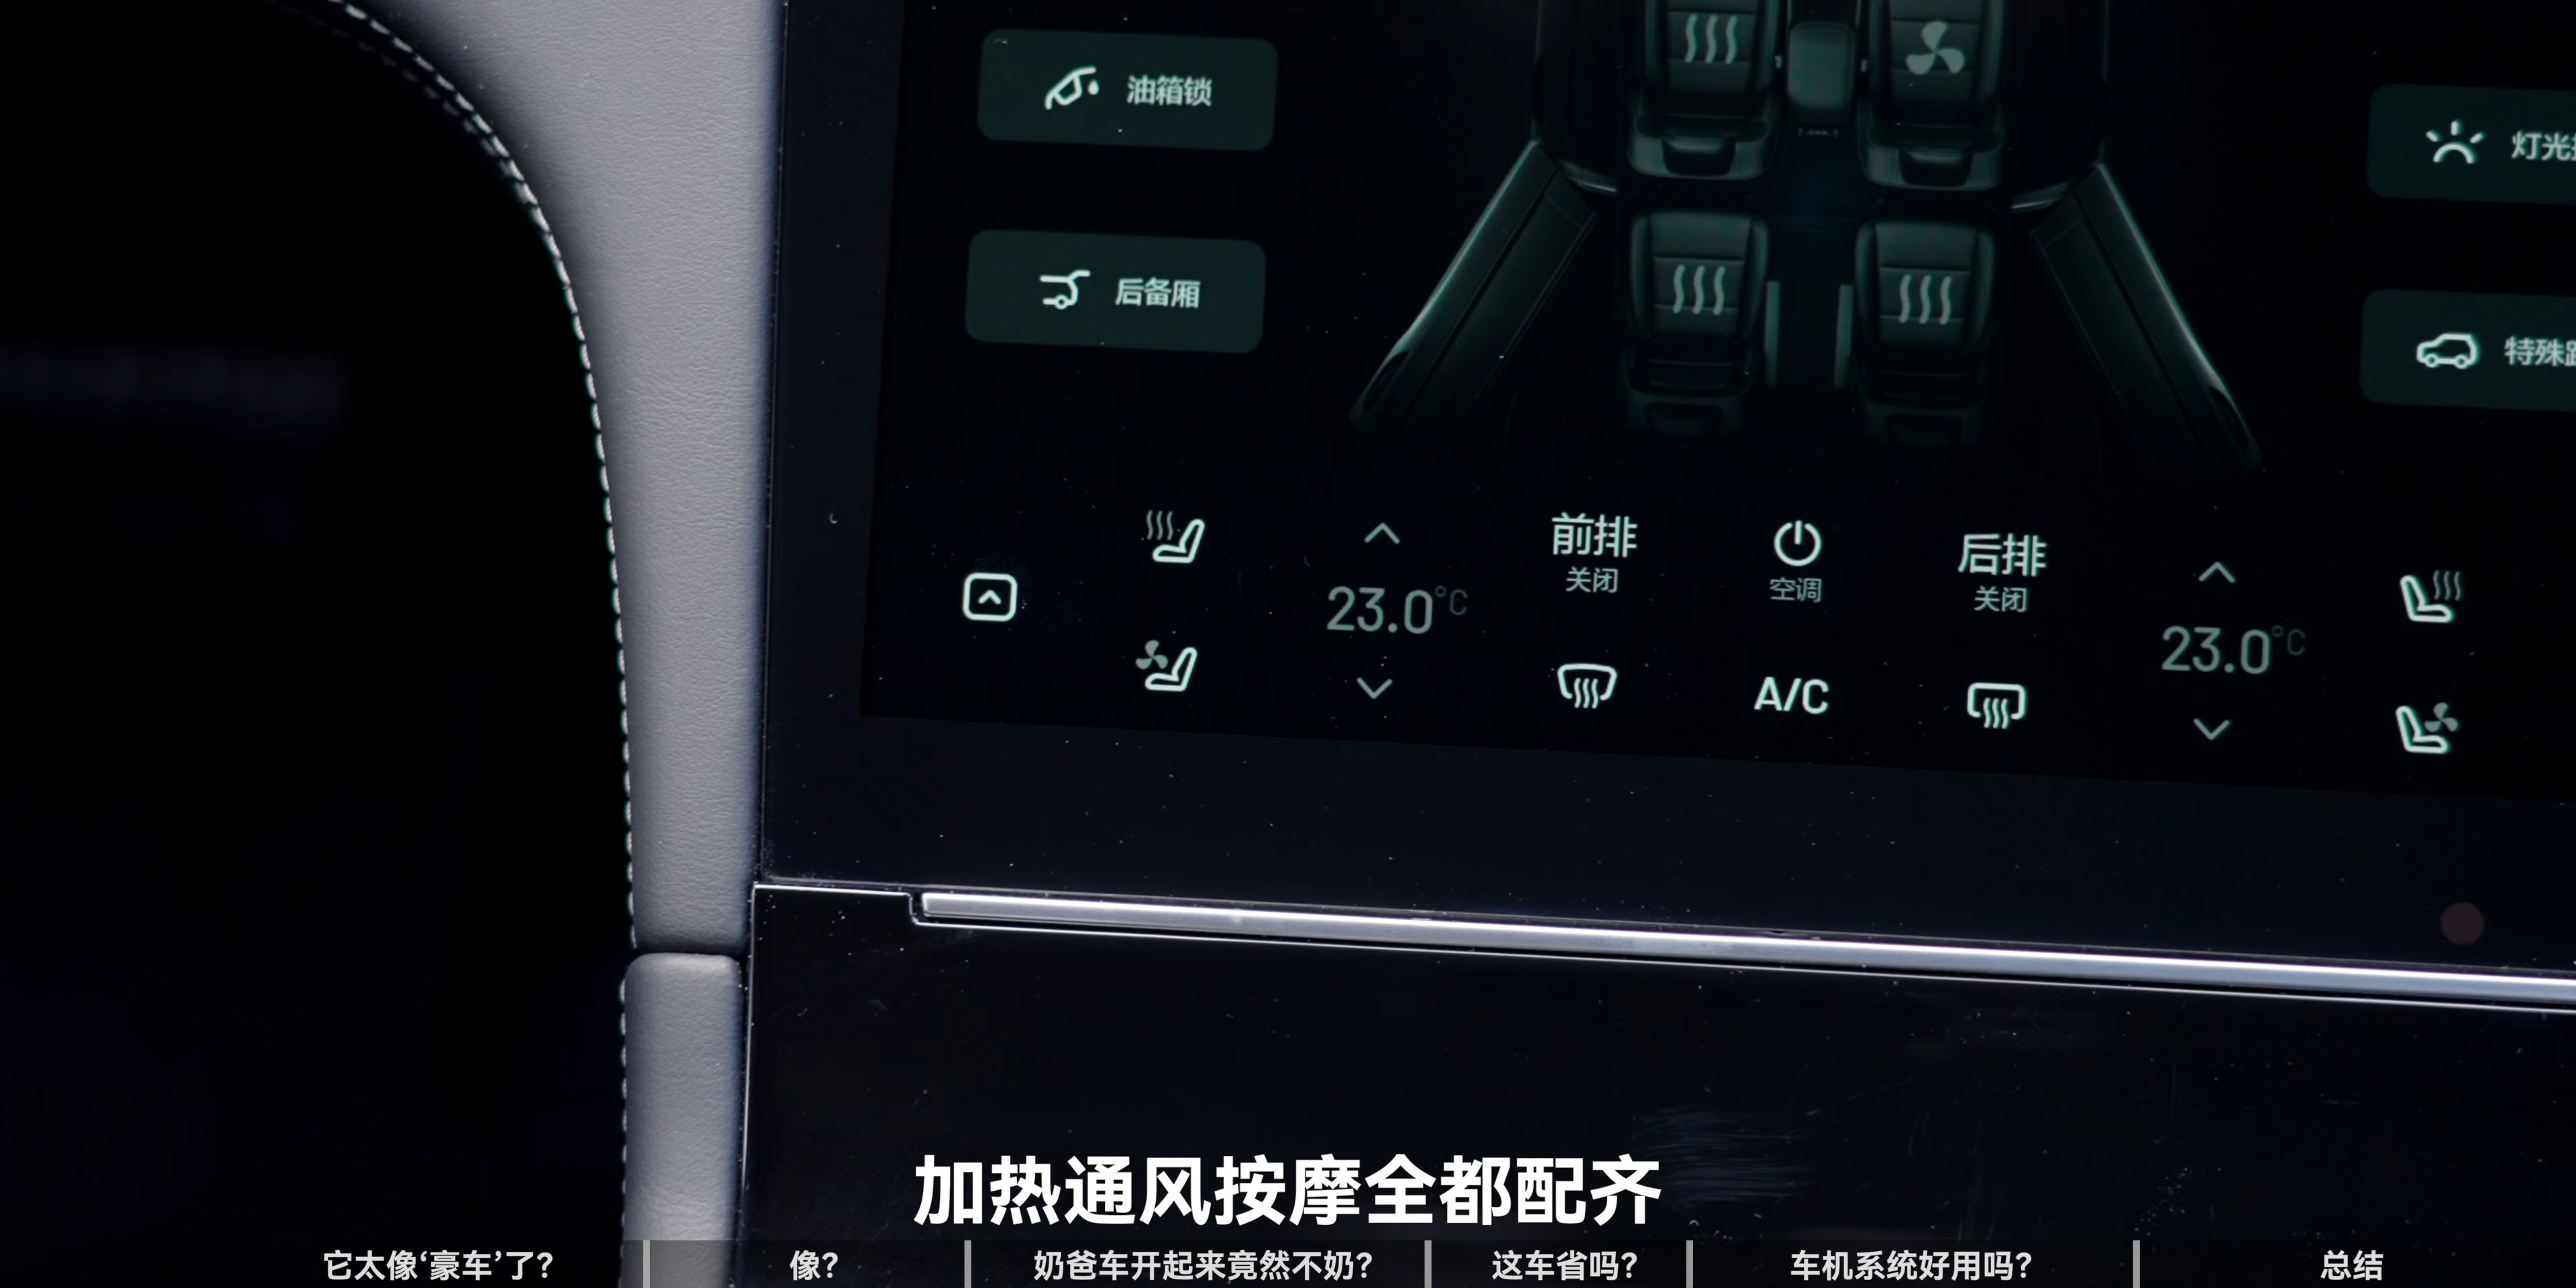 油箱锁
灯光
后备厢
特殊
前排
关闭
空调
后排
关闭
23.0°C
23.0°C
A/C
加热通风按摩全都配齐
它太像‘豪车’了?
像?
奶爸车开起来竟然不奶?
这车省吗?
车机系统好用吗?
总结